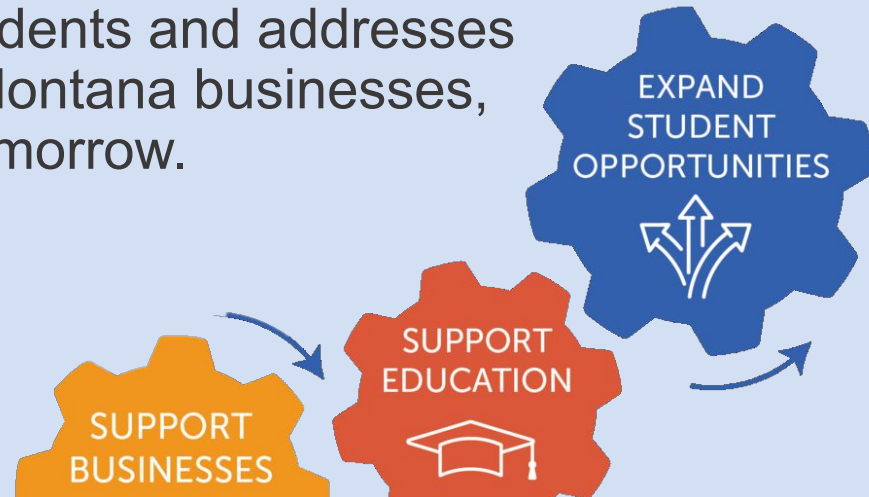 dents and addresses
ontana businesses,
morrow.
EXPAND
STUDENT
OPPORTUNITIES
SUPPORT
EDUCATION
SUPPORT
BUSINESSES